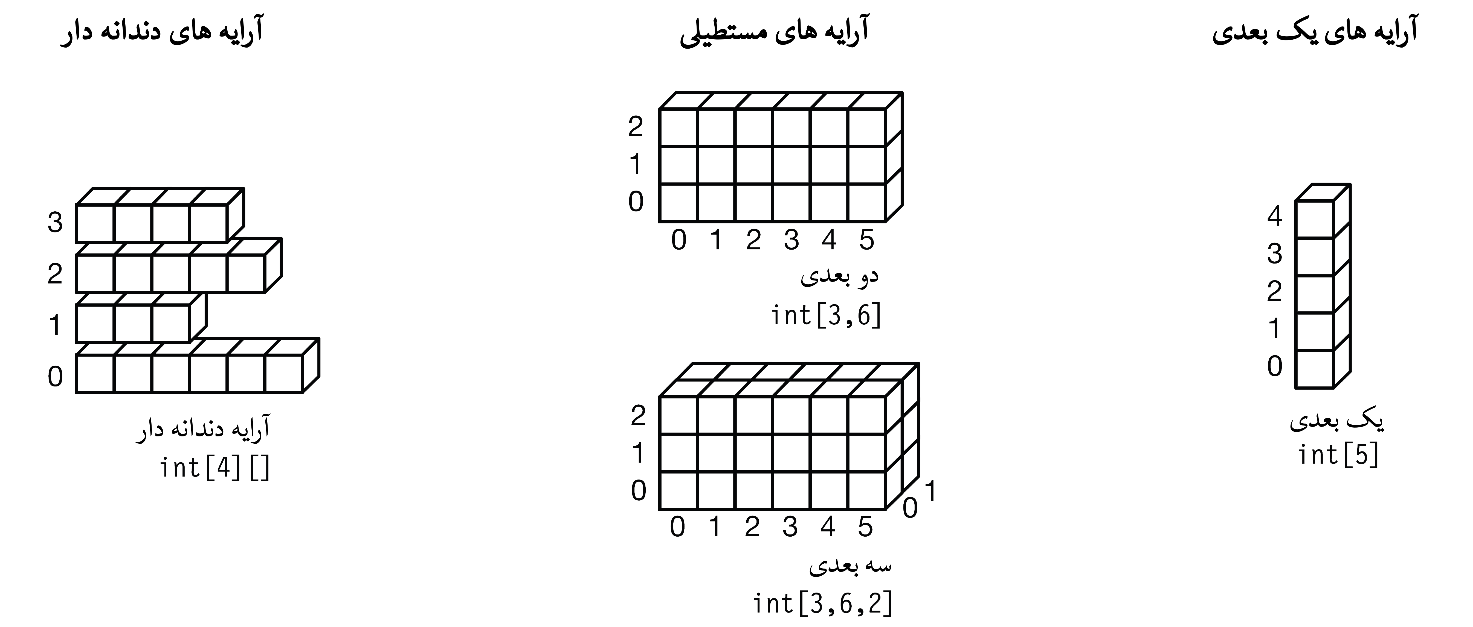 آرایه های یک بعدی
4
3
2
1
0
یک بعدی
int[5]
آرایه های مستطیلی
2
1
0
0 1 2 3 4 5
دو بعدی
int[3,6]
2
1
0
0 1 2 3 4 5
0 1
سه بعدی
int[3,6,2]
آرایه های دندانه دار
3
2
1
0
آرایه دندانه دار
int[4][]